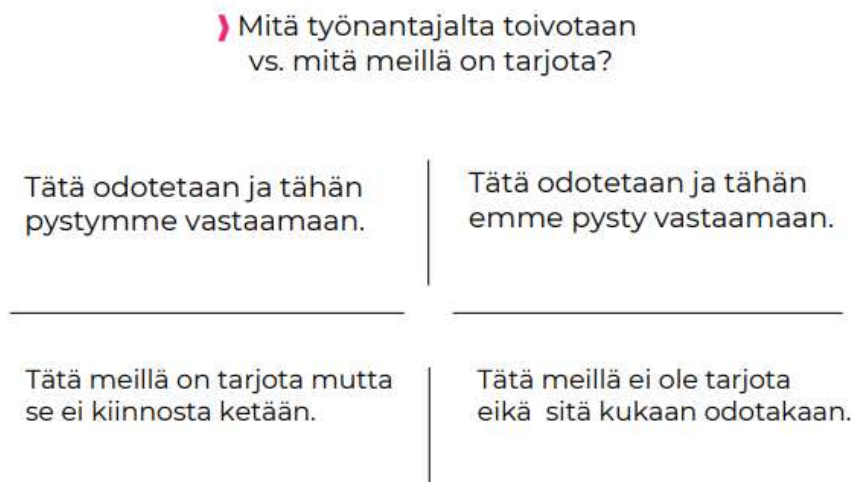 Mitä työnantajalta toivotaan
vs. mitä meillä on tarjota?
Tätä odotetaan ja tähän
pystymme vastaamaan.
Tätä odotetaan ja tähän
emme pysty vastaamaan.
Tätä meillä on tarjota mutta
se ei kiinnosta ketään.
Tätä meillä ei ole tarjota
eikä sitä kukaan odotakaan.